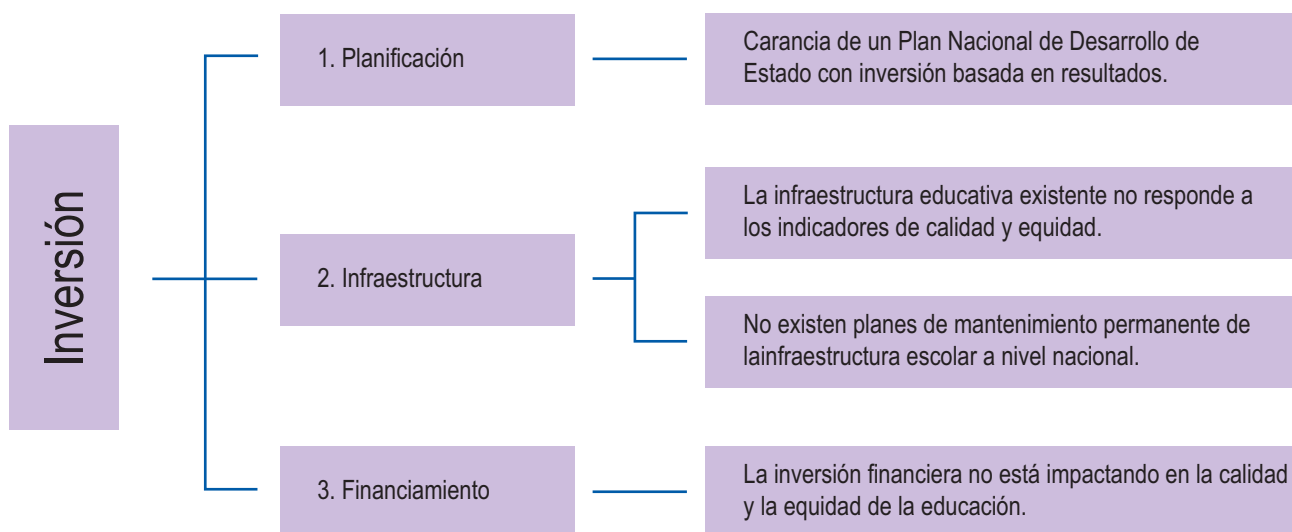 Inversión
1. Planificación
Carancia de un Plan Nacional de Desarrollo de
Estado con inversión basada en resultados.
2. Infraestructura
La infraestructura educativa existente no responde a
los indicadores de calidad y equidad.
No existen planes de mantenimiento permanente de
lainfraestructura escolar a nivel nacional.
3. Financiamiento
La inversión financiera no está impactando en la calidad
y la equidad de la educación.